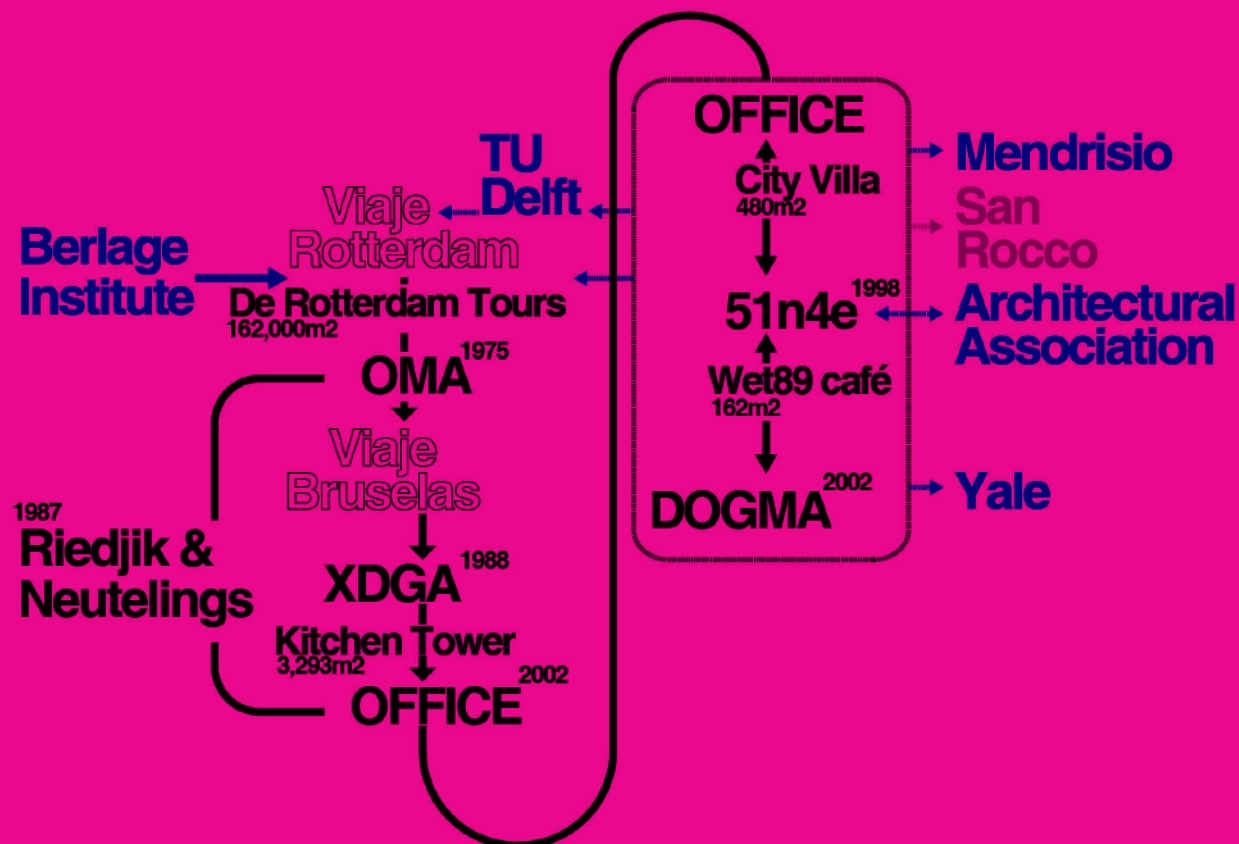 TU
Delft
Viaje
Rotterdam
Berlage
Institute
De Rotterdam Tours
162,000m2
OMA 1975
Viaje
Bruselas
1987
Riedjik &
Neutelings
XDGA 1988
Kitchen Tower
3,293m2
OFFICE 2002
OFFICE
City Villa
480m2
51n4e 1998
Wet89 café
162m2
DOGMA 2002
Mendrisio
San
Rocco
Architectural
Association
Yale